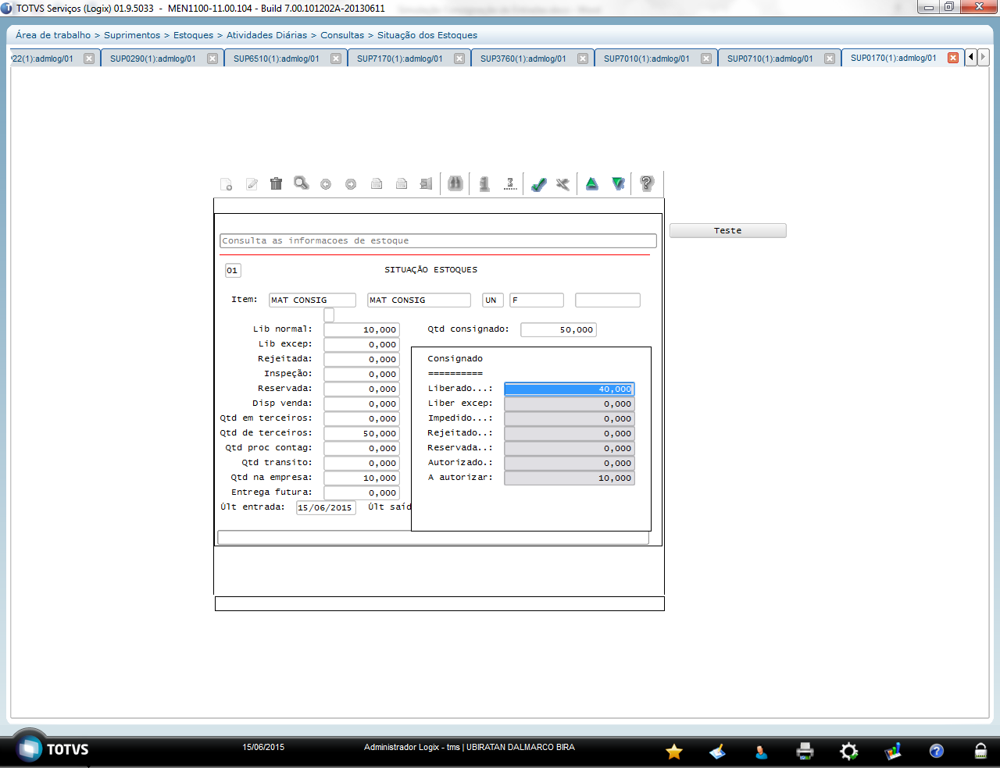 TOTVS Serviços (Logix) 01.9.5033 - MEN1100-11.00.104 - Build 7.00.101202A-20130611
Área de trabalho > Suprimentos > Estoques > Atividades Diárias > Consultas > Situação dos Estoques
'22(1):admlog/01 SUP0290(1):admlog/01 SUP6510(1):admlog/01 SUP7170(1):admlog/01 SUP3760(1):admlog/01 SUP7010(1):admlog/01 SUP0710(1):admlog/01 SUP0170(1):admlog/01
Teste
Consulta as informacoes de estoque
01 SITUAÇÃO ESTOQUES
Item: MAT CONSIG MAT CONSIG UN F
Lib normal: 10,000 Qtd consignado: 50,000
Lib excep: 0,000
Rejeitada: 0,000 Consignado
Inspeção: 0,000 ==========
Reservada: 0,000 Liberado...: 40,000
Disp venda: 0,000 Liber excep: 0,000
Qtd em terceiros: 0,000 Impedido...: 0,000
Qtd de terceiros: 50,000 Rejeitado..: 0,000
Qtd proc contag: 0,000 Reservada..: 0,000
Qtd transito: 0,000 Autorizado.: 0,000
Qtd na empresa: 10,000 A autorizar: 10,000
Entrega futura: 0,000
Últ entrada: 15/06/2015 Últ saíd
TOTVS 15/06/2015 Administrador Logix - tms | UBIRATAN DALMARCO BIRA